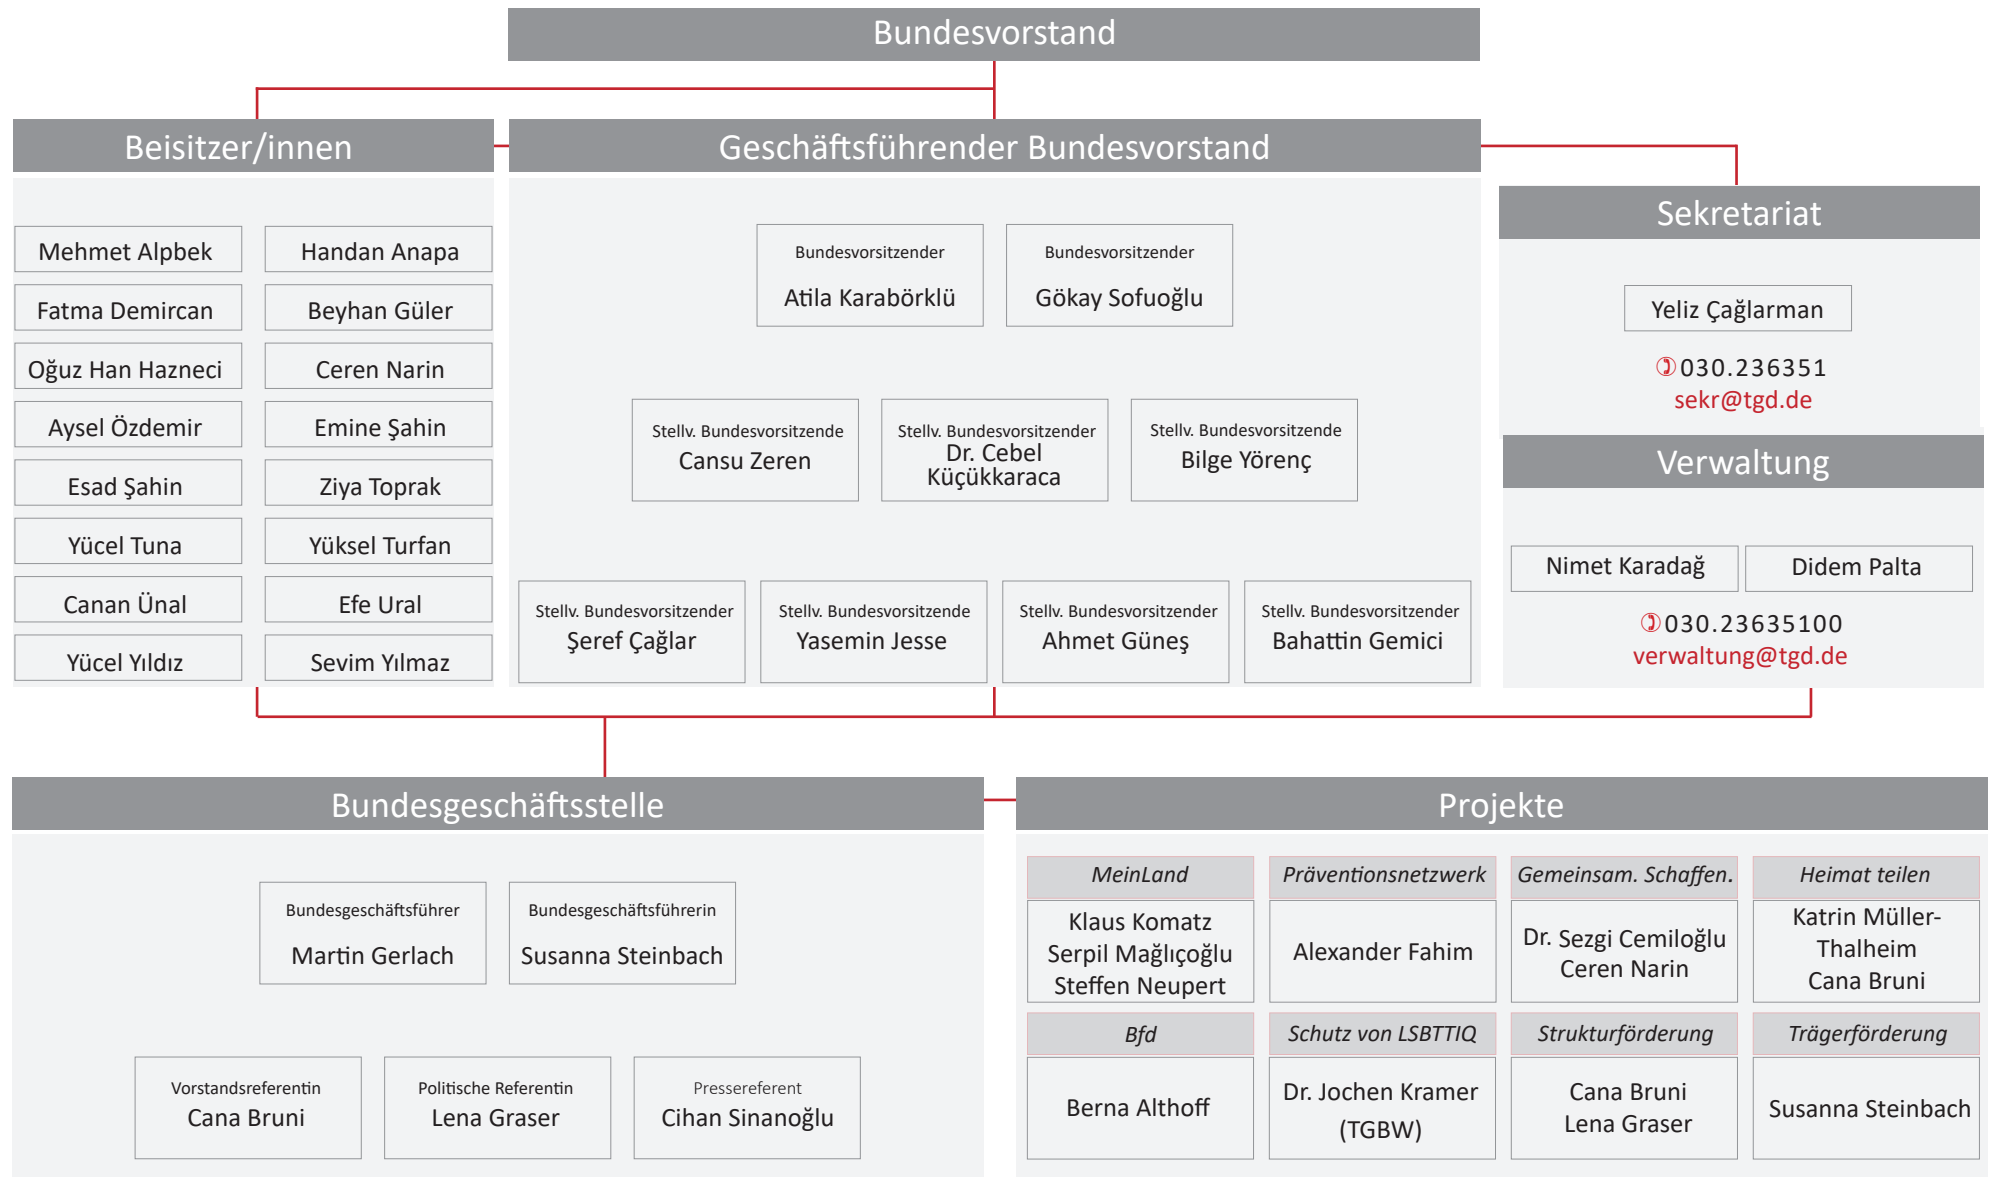 Bundesvorstand
Beisitzer/innen
Mehmet Alpbek
Handan Anapa
Fatma Demircan
Beyhan Güler
Oğuz Han Hazneci
Ceren Narin
Aysel Özdemir
Emine Şahin
Esad Şahin
Ziya Toprak
Yücel Tuna
Yüksel Turfan
Canan Ünal
Efe Ural
Yücel Yıldız
Sevim Yılmaz
Geschäftsführender Bundesvorstand
Bundesvorsitzender
Atila Karabörklü
Bundesvorsitzender
Gökay Sofuoğlu
Stellv. Bundesvorsitzende
Cansu Zeren
Stellv. Bundesvorsitzender
Dr. Cebel
Küçükkaraca
Stellv. Bundesvorsitzende
Bilge Yörenç
Stellv. Bundesvorsitzender
Şeref Çağlar
Stellv. Bundesvorsitzende
Yasemin Jesse
Stellv. Bundesvorsitzender
Ahmet Güneş
Stellv. Bundesvorsitzender
Bahattin Gemici
Sekretariat
Yeliz Çağlarman
✆030.236351
sekr@tgd.de
Verwaltung
Nimet Karadağ
Didem Palta
✆030.23635100
verwaltung@tgd.de
Bundesgeschäftsstelle
Bundesgeschäftsführer
Martin Gerlach
Bundesgeschäftsführerin
Susanna Steinbach
Vorstandsreferentin
Cana Bruni
Politische Referentin
Lena Graser
Pressereferent
Cihan Sinanoğlu
Projekte
MeinLand
Klaus Komatz
Serpil Mağlıçoğlu
Steffen Neupert
Präventionsnetzwerk
Alexander Fahim
Gemeinsam. Schaffen.
Dr. Sezgi Cemiloğlu
Ceren Narin
Heimat teilen
Katrin Müller-
Thalheim
Cana Bruni
Bfd
Berna Althoff
Schutz von LSBTTIQ
Dr. Jochen Kramer
(TGBW)
Strukturförderung
Cana Bruni
Lena Graser
Trägerförderung
Susanna Steinbach